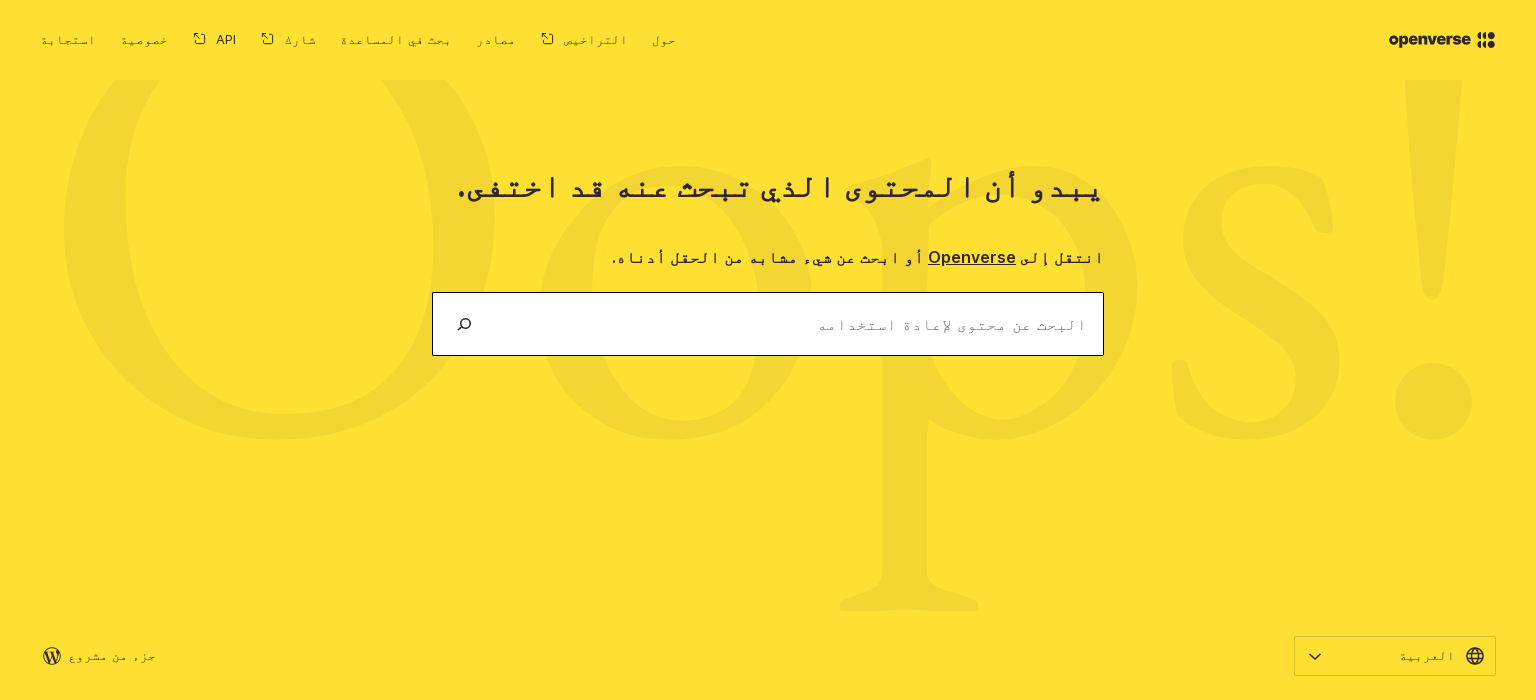 openverse
حول
التراخيص
مصادر
بحث في المساعدة
شارك
API
خصوصية
استجابة
Oops!
يبدو أن المحتوى الذي تبحث عنه قد اختفى.
انتقل إلى Openverse أو ابحث عن شيء مشابه من الحقل أدناه.
البحث عن محتوى لإعادة استخدامه
العربية
جزء من مشروع